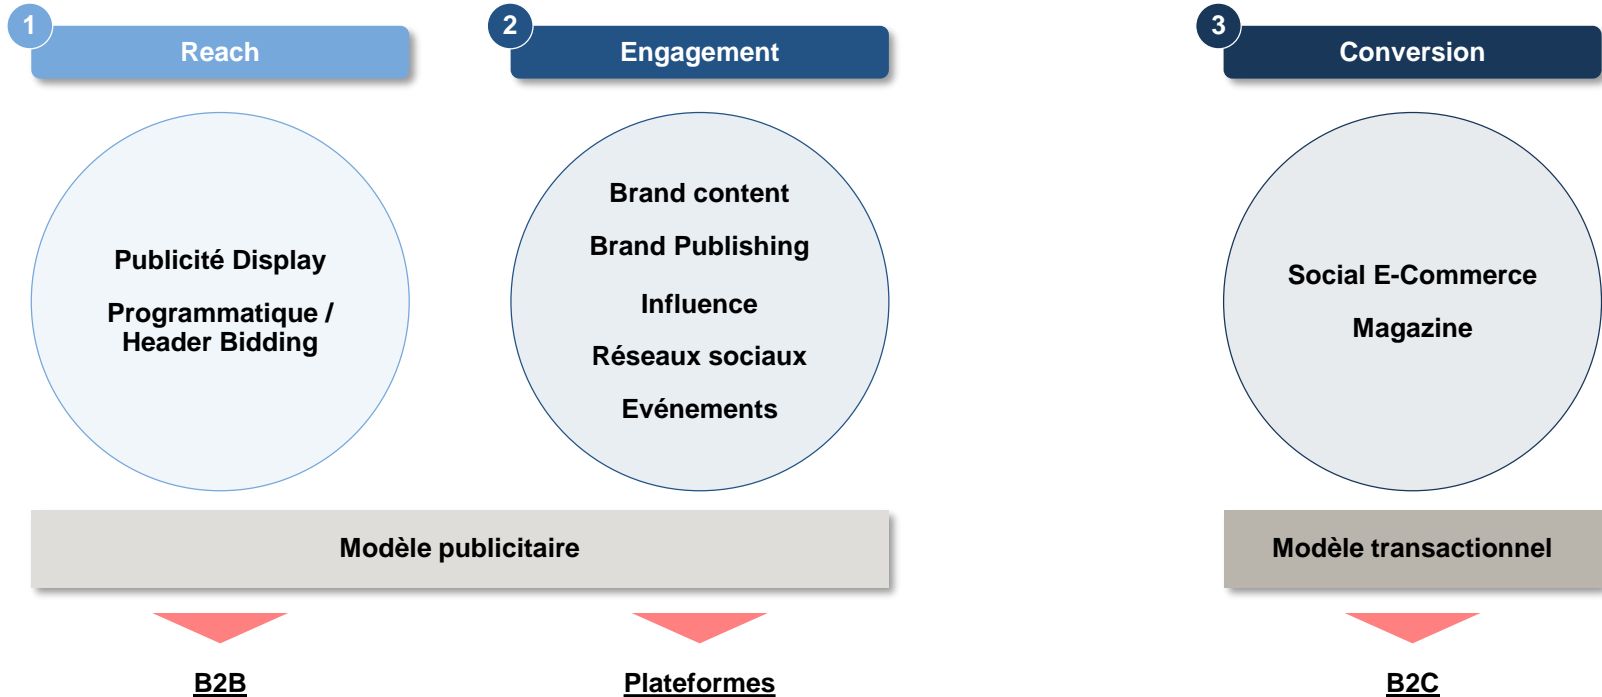 1
Reach
Publicité Display
Programmatique /
Header Bidding
2
Engagement
Brand content
Brand Publishing
Influence
Réseaux sociaux
Evénements
3
Conversion
Social E-Commerce
Magazine
Modèle publicitaire
Modèle transactionnel
B2B
Plateformes
B2C